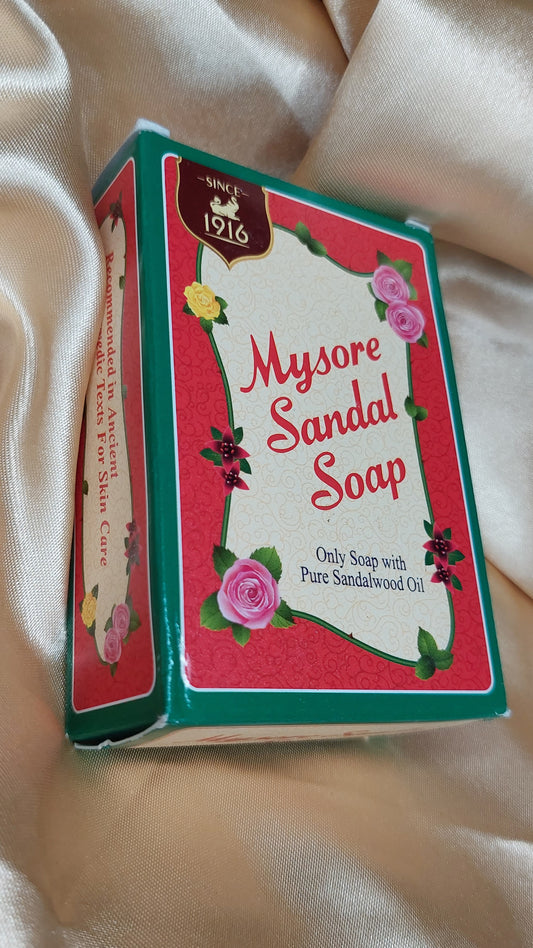 SINCE
1916
Mysore
Sandal
Soap
Only Soap with
Pure Sandalwood Oil
Recommended in Ancient
Texts For Skin Care